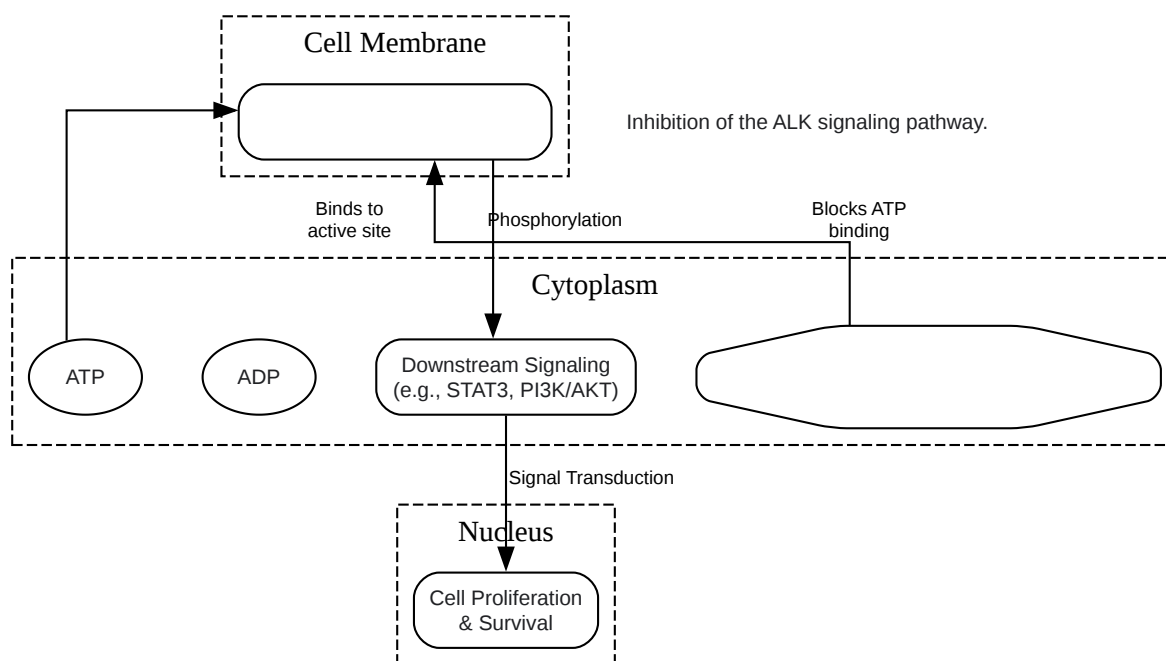 Cell Membrane
Inhibition of the ALK signaling pathway.
Binds to
active site
Phosphorylation
Blocks ATP
binding
Cytoplasm
ATP
ADP
Downstream Signaling
(e.g., STAT3, PI3K/AKT)
Signal Transduction
Nucleus
Cell Proliferation
& Survival